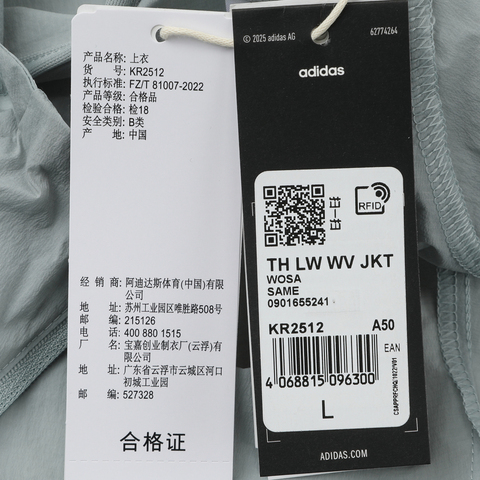 产品名称: 上衣
货 号: KR2512
执行标准: FZ/T 81007-2022
产品等级: 合格品
检验合格: 检18
安全类别: B类
产 地: 中国
经 销 商: 阿迪达斯体育(中国)有限
公司
地 址: 苏州工业园区唯胜路508号
邮 编: 215126
电 话: 400 880 1515
厂 名: 宝嘉创业制衣厂(云浮)有
限公司
地 址: 广东省云浮市云城区河口
初城工业园
邮 编: 527328
合格证
© 2025 adidas AG
62774264
adidas
RFID
TH LW WV JKT
WOSA
SAME
0901655241
KR2512 A50
EAN
4 068815 096300
L
ADIDAS.COM